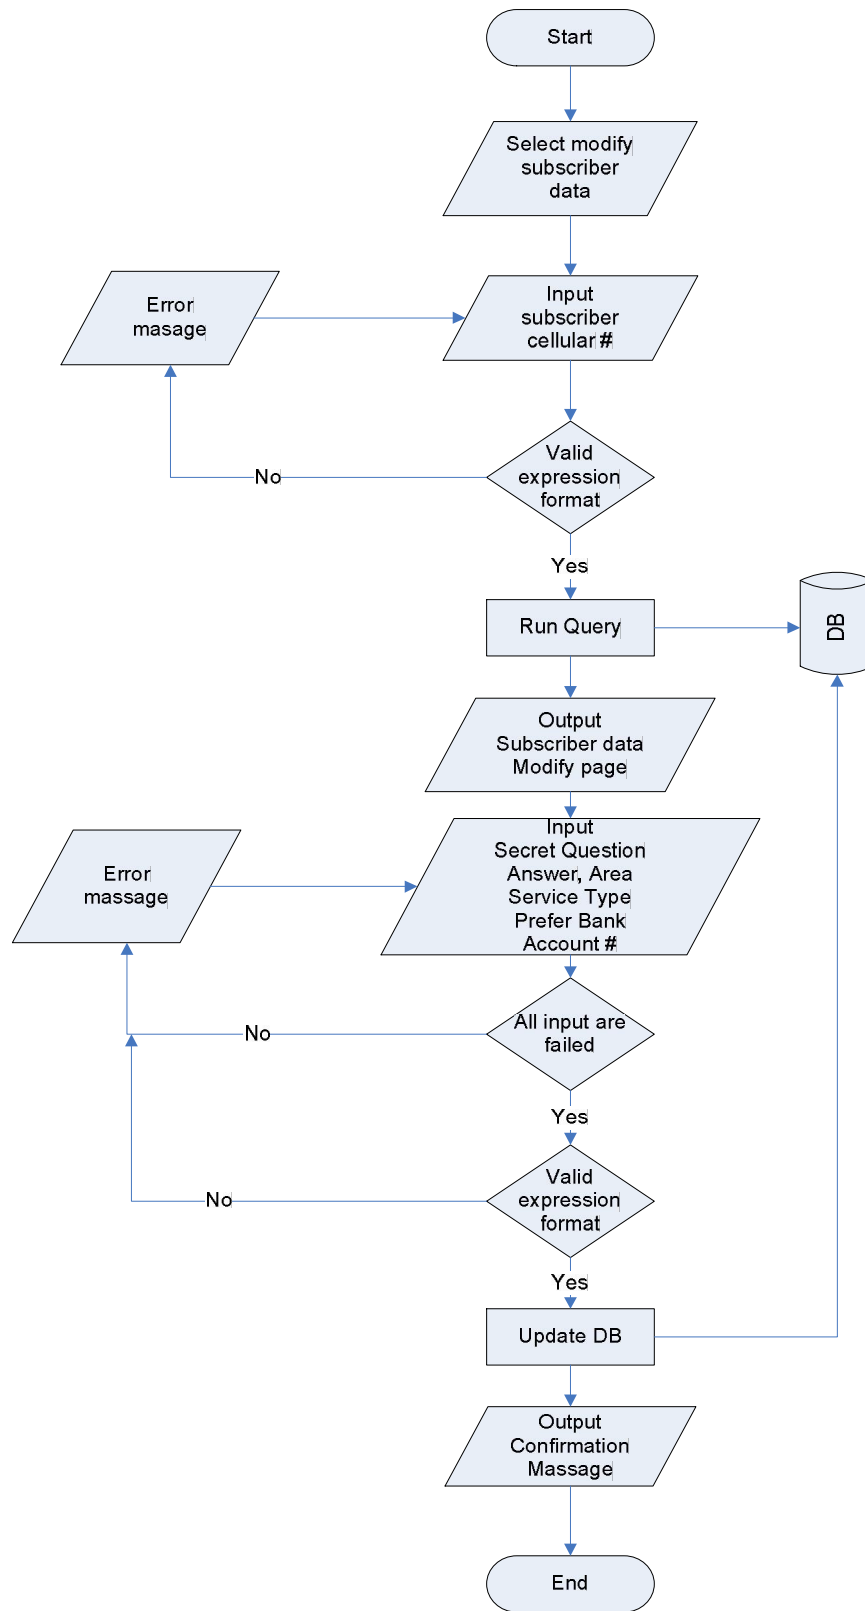 Start
Select modify
subscriber
data
Error
masage
Input
subscriber
cellular #
Valid
expression
format
No
Yes
Run Query
DB
Output
Subscriber data
Modify page
Error
massage
Input
Secret Question
Answer, Area
Service Type
Prefer Bank
Account #
All input are
failed
No
Yes
Valid
expression
format
No
Yes
Update DB
Output
Confirmation
Massage
End